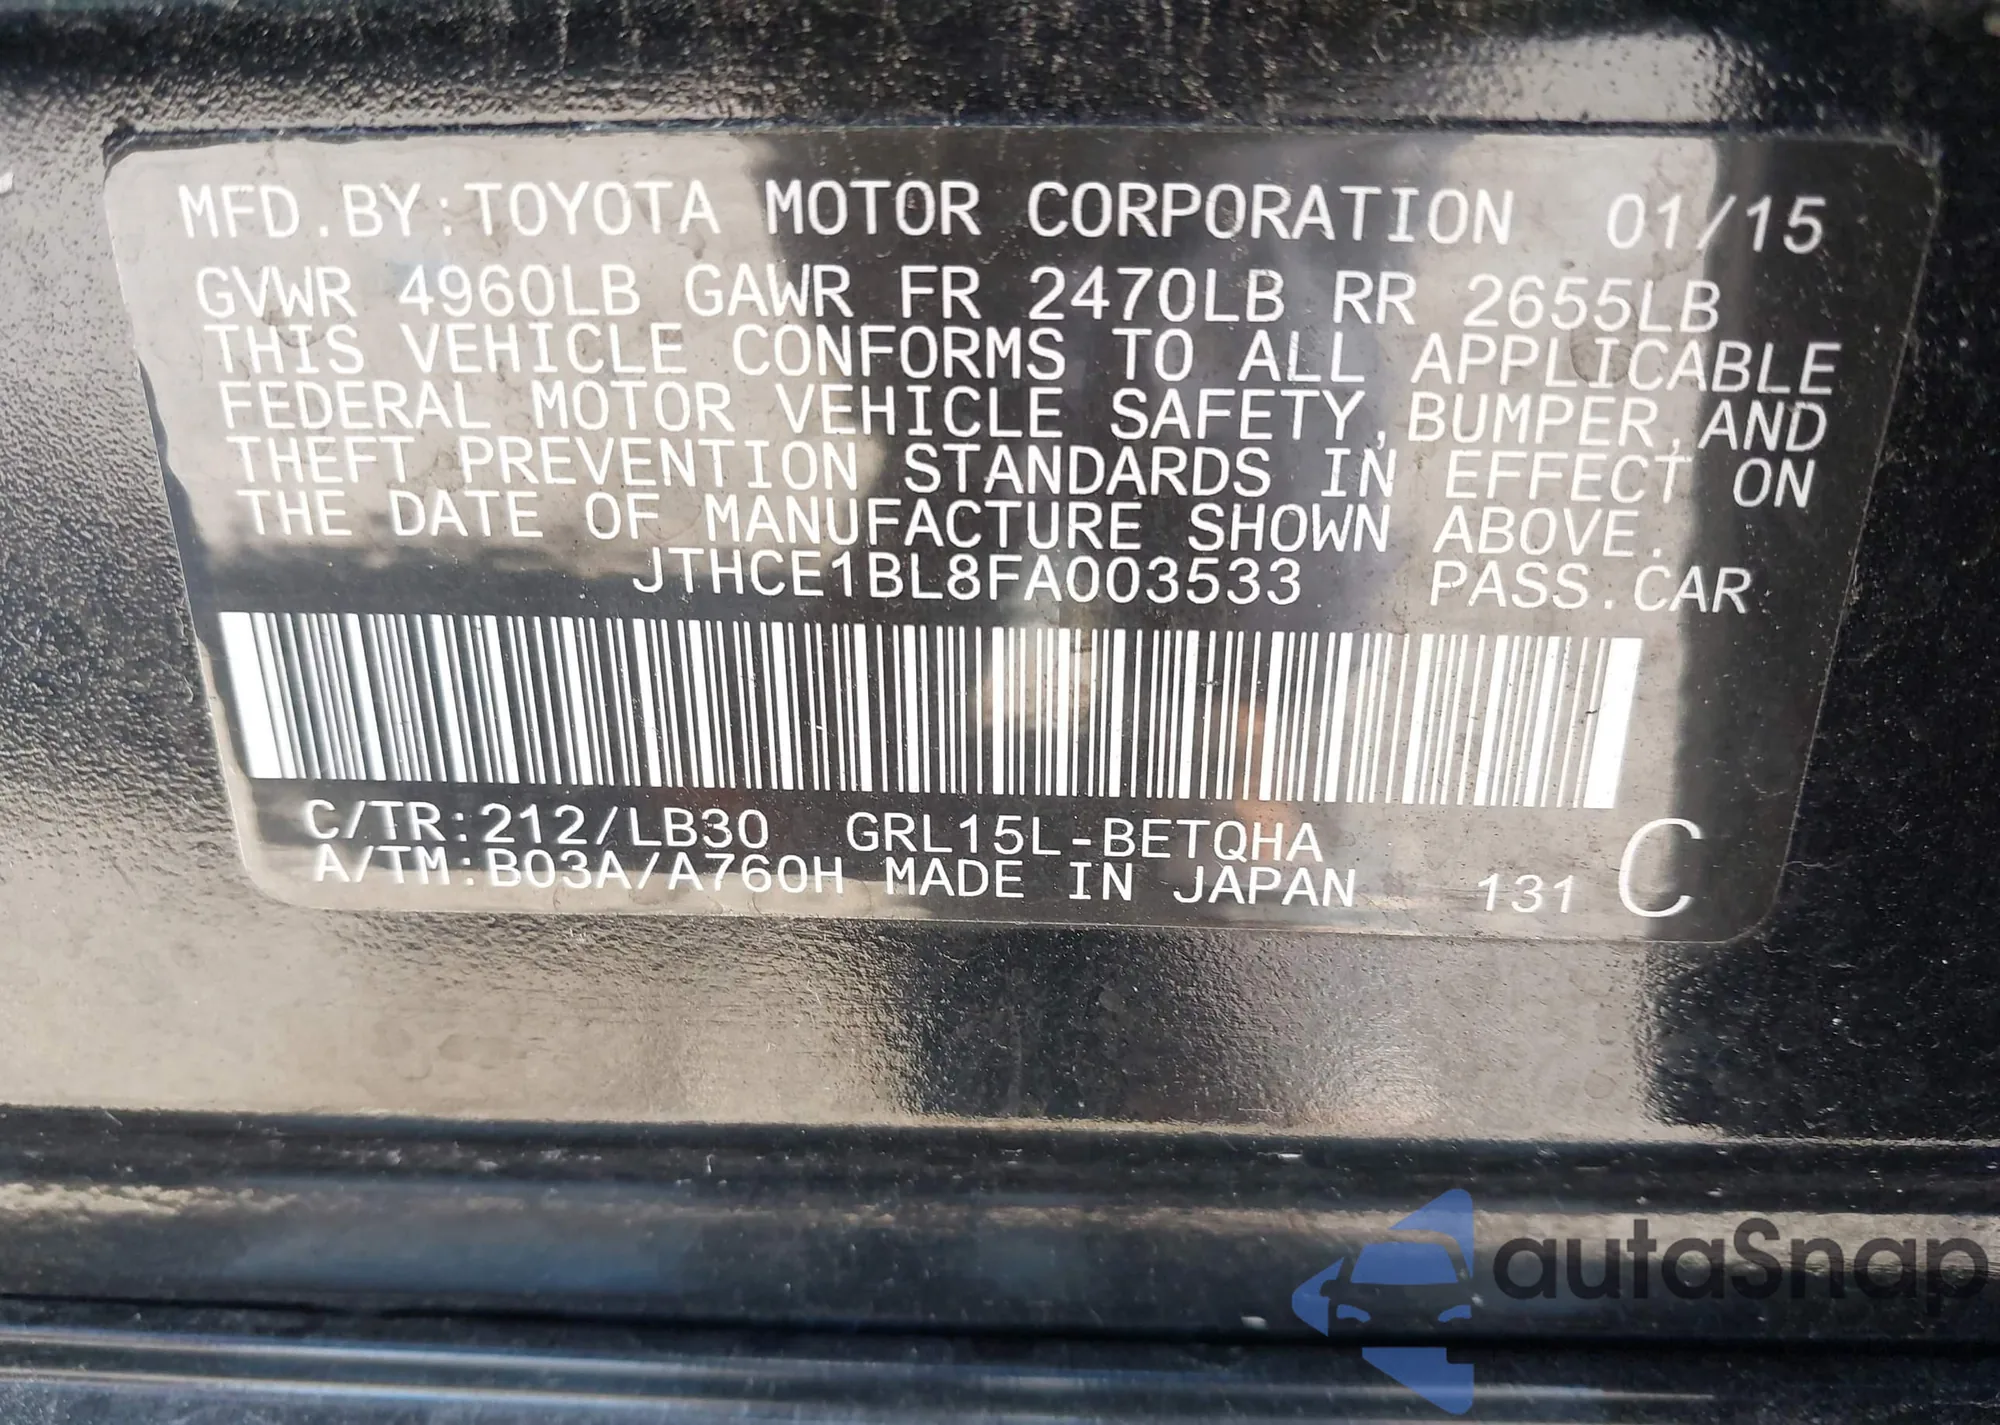 MFD.BY:TOYOTA MOTOR CORPORATION 01/15
GVWR 4960LB GAWR FR 2470LB RR 2655LB
THIS VEHICLE CONFORMS TO ALL APPLICABLE
FEDERAL MOTOR VEHICLE SAFETY,BUMPER,AND
THEFT PREVENTION STANDARDS IN EFFECT ON
THE DATE OF MANUFACTURE SHOWN ABOVE.
JTHCE1BL8FA003533 PASS.CAR
C/TR:212/LB30 GRL15L-BETQHA
A/TM:B03A/A760H MADE IN JAPAN 131 C
autaSnap